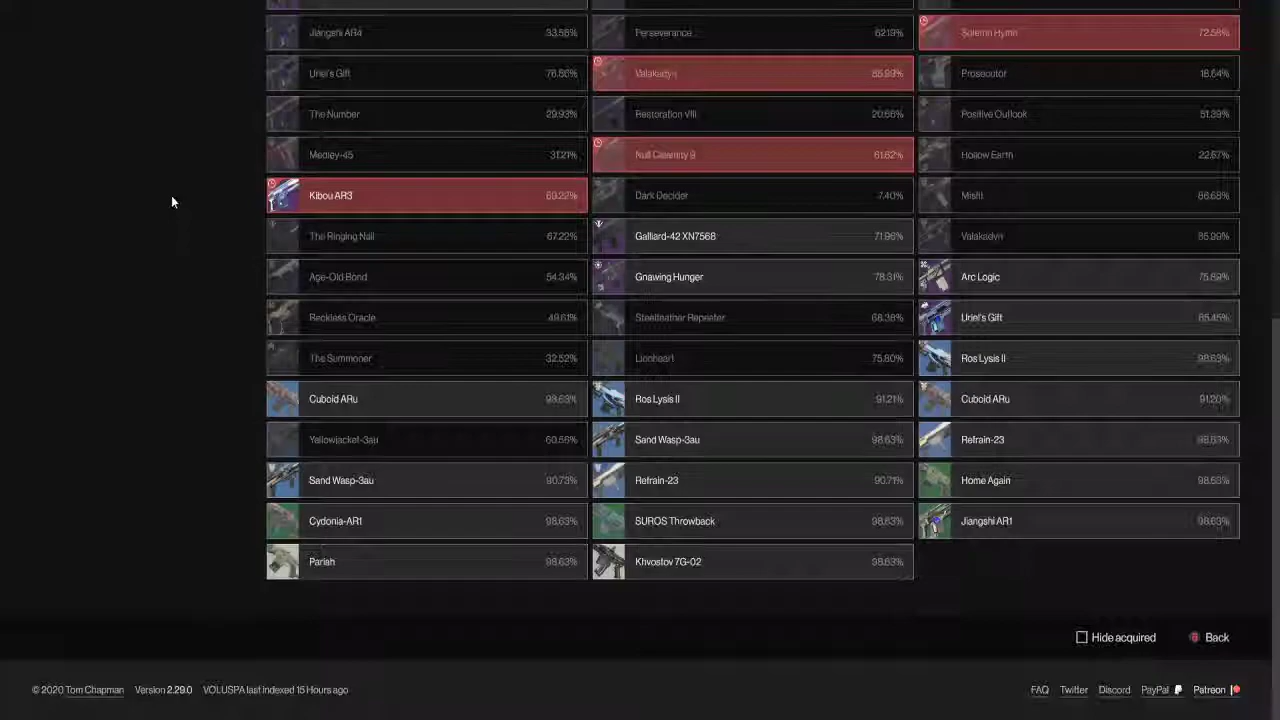 Jiangshi AR4 33.58% Perseverance 62.19% Solemn Hymn 72.58%
Uriel's Gift 76.86% Valakadyn 85.99% Prosecutor 18.64%
The Number 29.93% Restoration VIII 20.66% Positive Outlook 51.39%
Medley-45 31.21% Null Calamity 9 61.82% Hollow Earth 22.67%
Kibou AR3 69.22% Dark Decider 7.40% Misfit 86.68%
The Ringing Nail 67.22% Galliard-42 XN7568 71.96% Valakadyn 85.99%
Age-Old Bond 54.34% Gnawing Hunger 78.31% Arc Logic 75.89%
Reckless Oracle 49.61% Steelfeather Repeater 68.38% Uriel's Gift 65.45%
The Summoner 32.52% Lionheart 75.80% Ros Lysis II 98.63%
Cuboid ARu 98.63% Ros Lysis II 91.21% Cuboid ARu 91.20%
Yellowjacket-3au 60.56% Sand Wasp-3au 98.63% Refrain-23 98.63%
Sand Wasp-3au 90.73% Refrain-23 90.71% Home Again 98.63%
Cydonia-AR1 98.63% SUROS Throwback 98.63% Jiangshi AR1 98.63%
Pariah 98.63% Khvostov 7G-02 98.63%
Hide acquired Back
© 2020 Tom Chapman Version 2.29.0 VOLUSPA last indexed 15 Hours ago FAQ Twitter Discord PayPal Patreon